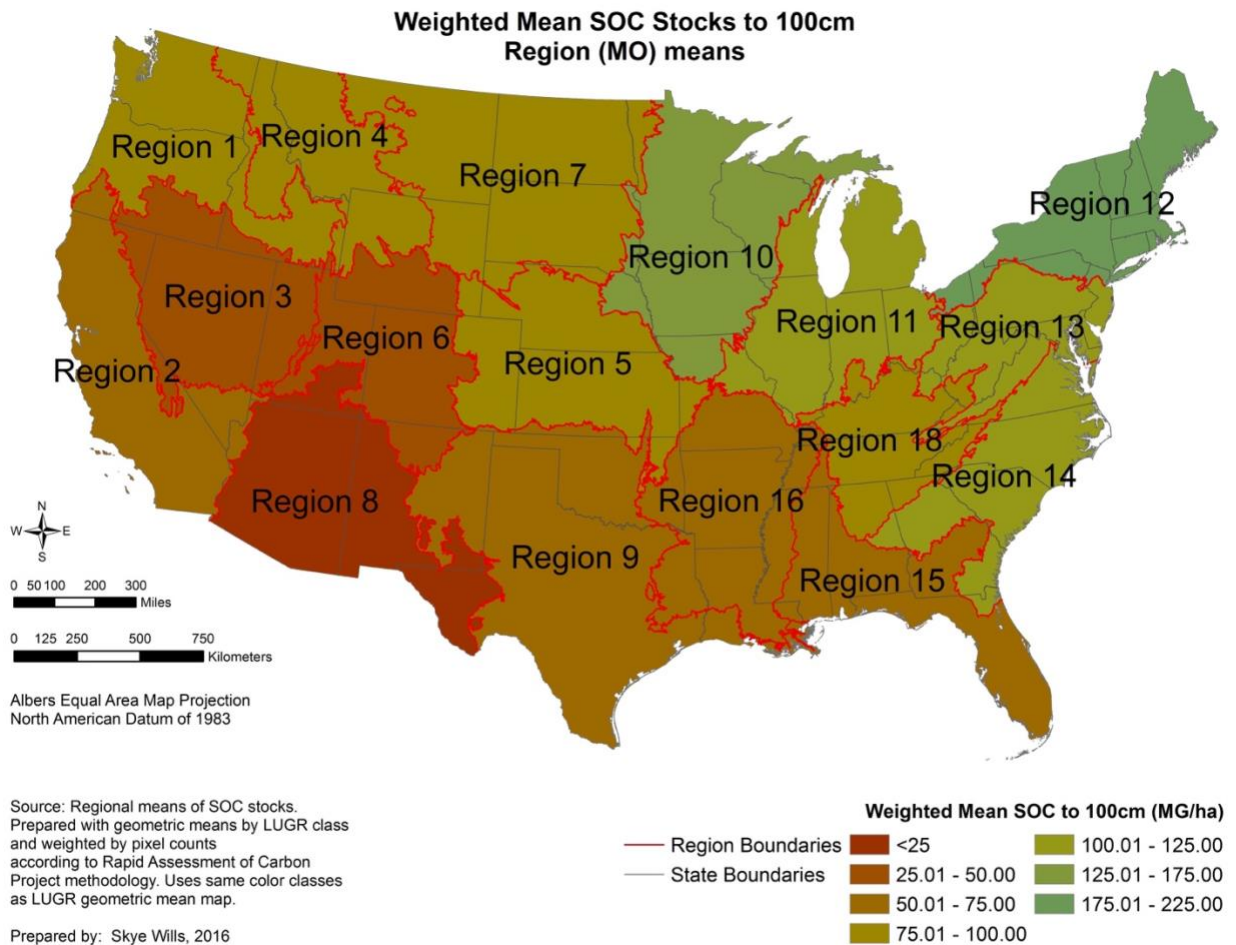 Weighted Mean SOC Stocks to 100cm
Region (MO) means
Region 1
Region 4
Region 7
Region 12
Region 10
Region 3
Region 6
Region 11
Region 13
Region 2
Region 5
Region 18
Region 14
Region 8
Region 16
Region 9
Region 15
N
W
E
S
0 50 100 200 300
Miles
0 125 250 500 750
Kilometers
Albers Equal Area Map Projection
North American Datum of 1983
Source: Regional means of SOC stocks.
Prepared with geometric means by LUGR class
and weighted by pixel counts
according to Rapid Assessment of Carbon
Project methodology. Uses same color classes
as LUGR geometric mean map.
Prepared by: Skye Wills, 2016
Region Boundaries
State Boundaries
Weighted Mean SOC to 100cm (MG/ha)
<25
25.01 - 50.00
50.01 - 75.00
75.01 - 100.00
100.01 - 125.00
125.01 - 175.00
175.01 - 225.00